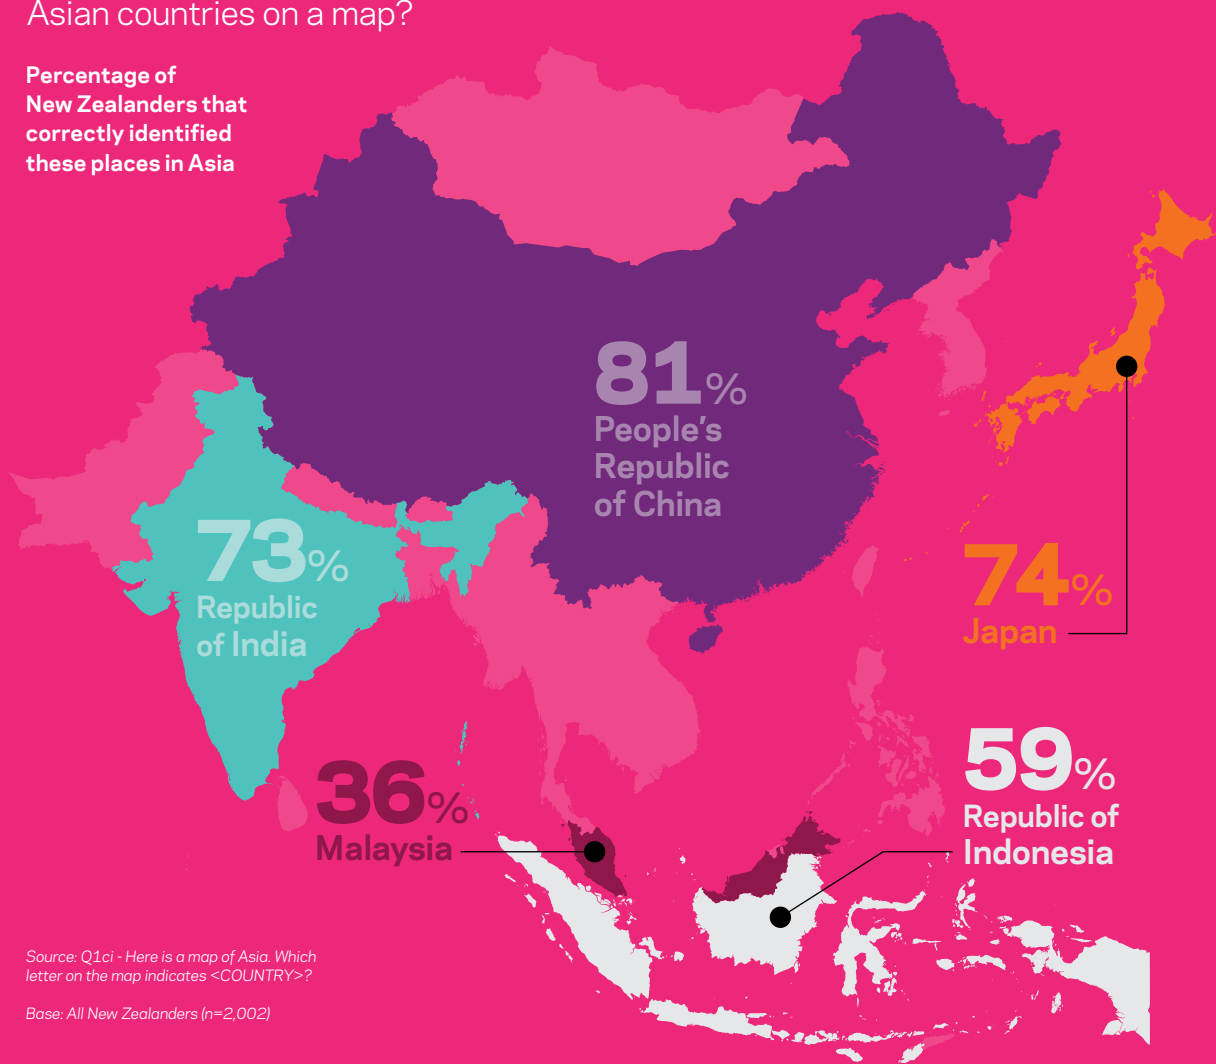 Asian countries on a map?
Percentage of
New Zealanders that
correctly identified
these places in Asia
81%
People's
Republic
of China
73%
Republic
of India
74%
Japan
36%
Malaysia
59%
Republic of
Indonesia
Source: Q1ci - Here is a map of Asia. Which
letter on the map indicates <COUNTRY>?
Base: All New Zealanders (n=2,002)